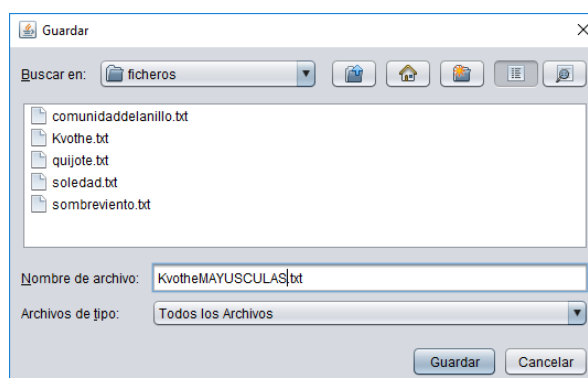 Guardar
Buscar en: ficheros
comunidaddelanillo.txt
Kvothe.txt
quijote.txt
soledad.txt
sombreviento.txt
Nombre de archivo: KvotheMAYUSCULAS.txt
Archivos de tipo: Todos los Archivos
Guardar Cancelar